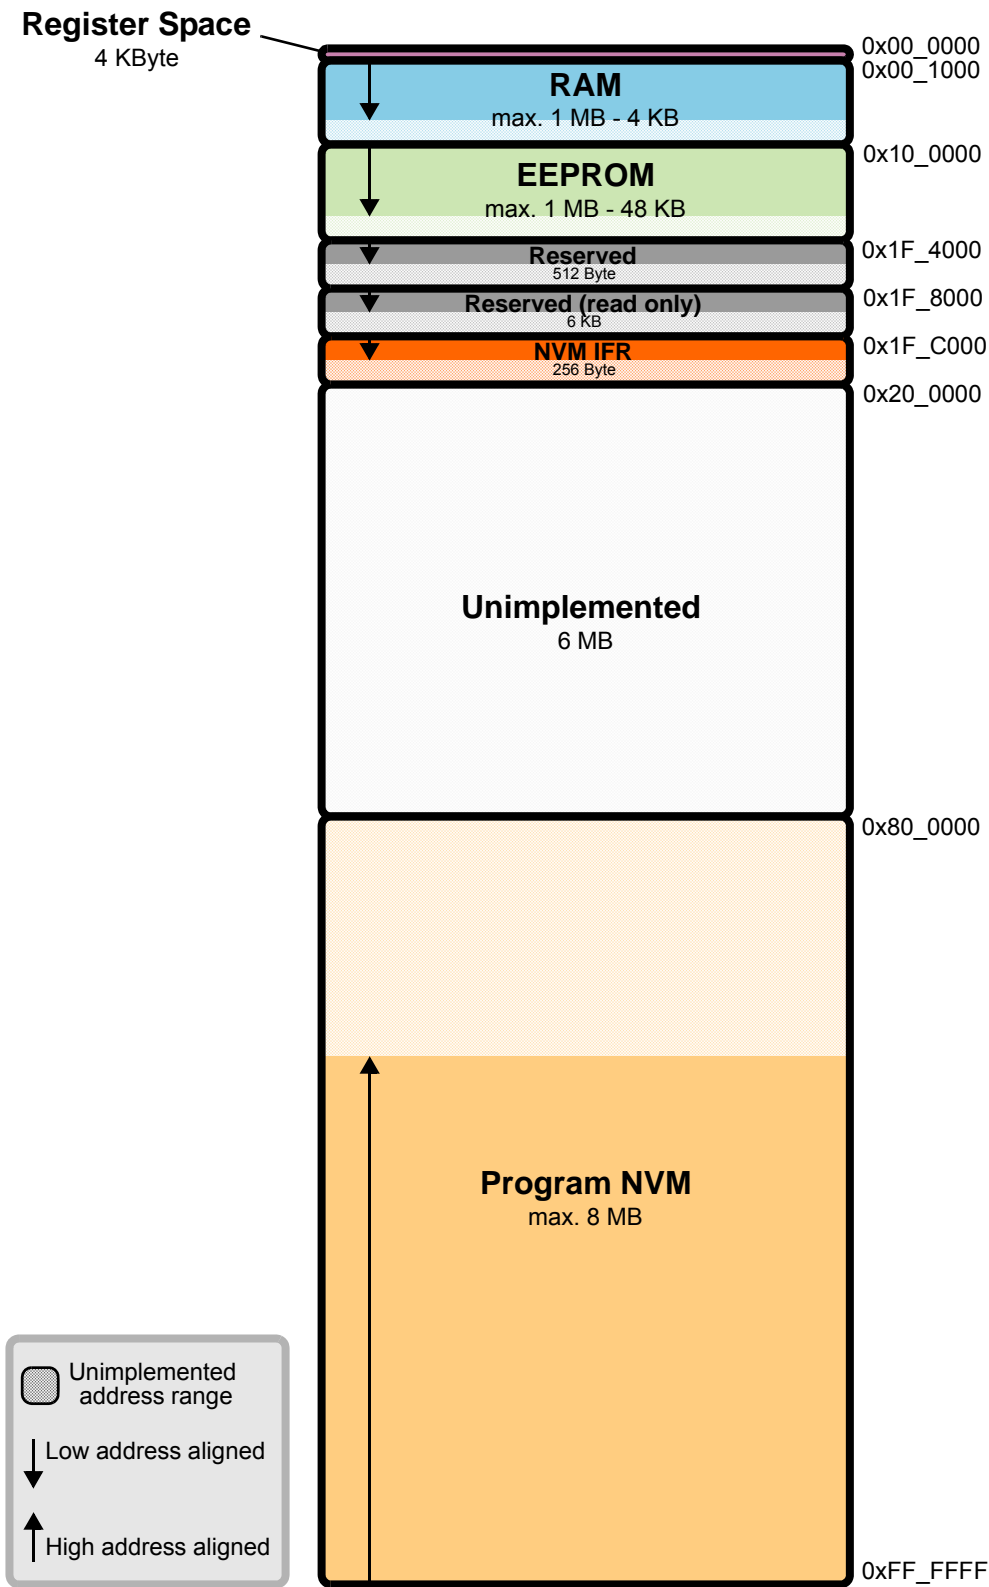 Register Space
4 KByte
0x00_0000
0x00_1000
RAM
max. 1 MB - 4 KB
0x10_0000
EEPROM
max. 1 MB - 48 KB
0x1F_4000
Reserved
512 Byte
0x1F_8000
Reserved (read only)
6 KB
0x1F_C000
NVM IFR
256 Byte
0x20_0000
Unimplemented
6 MB
0x80_0000
Program NVM
max. 8 MB
Unimplemented
address range
Low address aligned
High address aligned
0xFF_FFFF